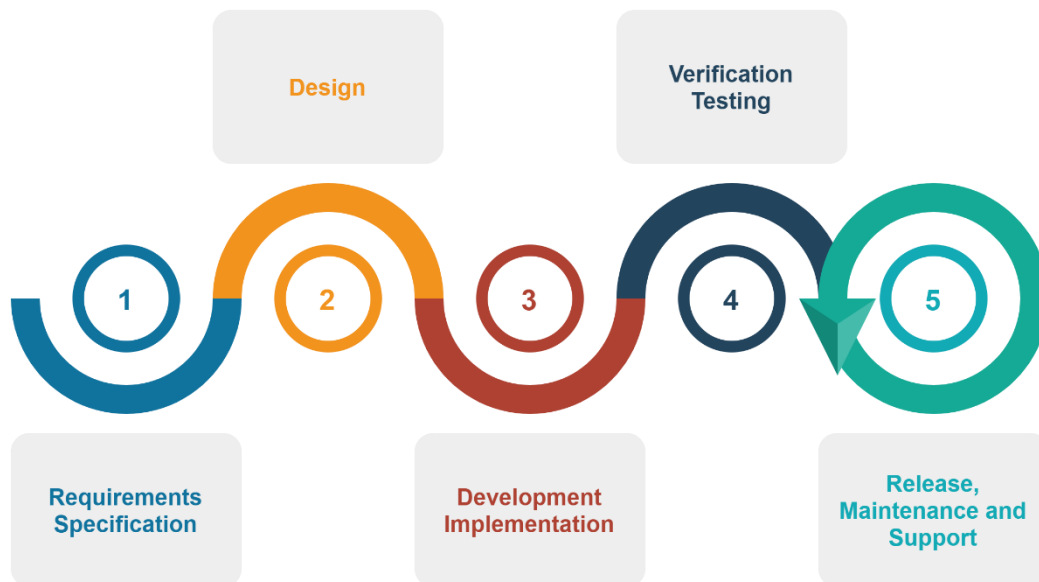 Design
Verification
Testing
1
2
3
4
5
Requirements
Specification
Development
Implementation
Release,
Maintenance and
Support